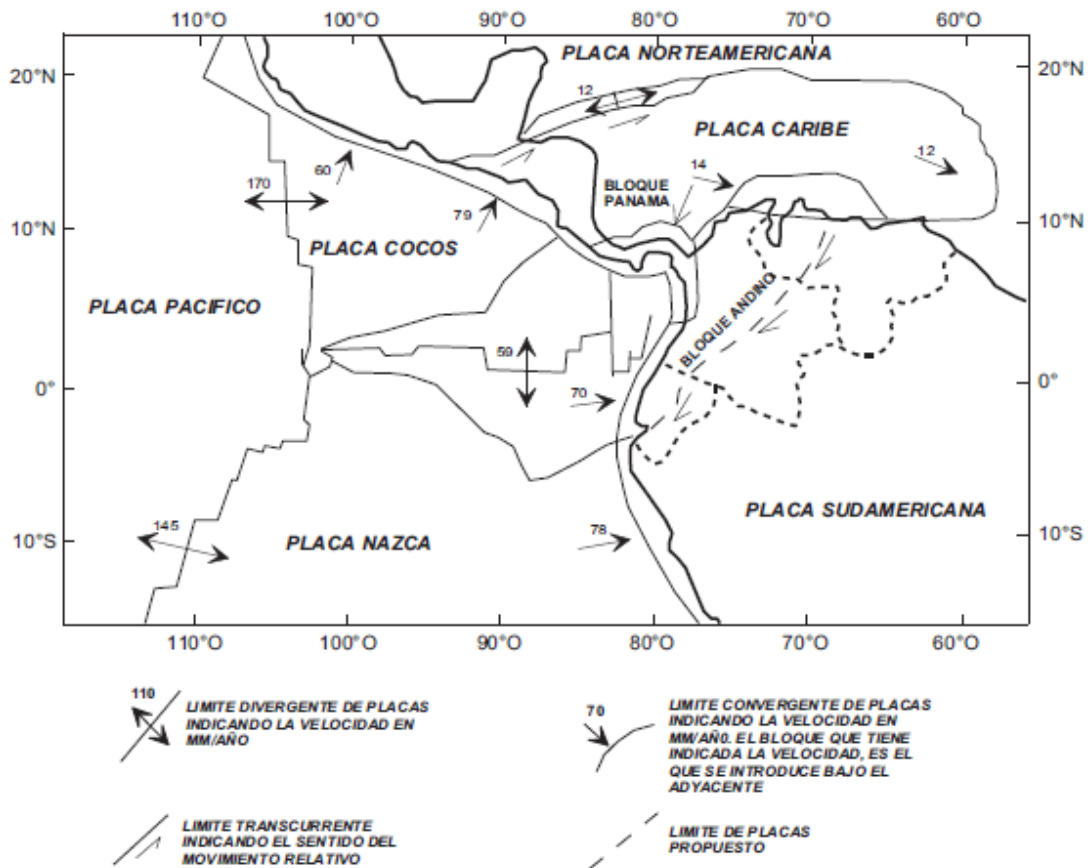 110°O 100°O 90°O 80°O 70°O 60°O
PLACA NORTEAMERICANA
20°N 20°N
12
PLACA CARIBE
12
60
14
170
BLOQUE
PANAMA
79
10°N 10°N
PLACA COCOS
PLACA PACIFICO
BLOQUE ANDINO
59
0° 0°
70
PLACA SUDAMERICANA
145
78
10°S PLACA NAZCA 10°S
110°O 100°O 90°O 80°O 70°O 60°O
110
LIMITE DIVERGENTE DE PLACAS
INDICANDO LA VELOCIDAD EN
MM/AÑO
70
LIMITE CONVERGENTE DE PLACAS
INDICANDO LA VELOCIDAD EN
MM/AÑ0. EL BLOQUE QUE TIENE
INDICADA LA VELOCIDAD, ES EL
QUE SE INTRODUCE BAJO EL
ADYACENTE
LIMITE TRANSCURRENTE
INDICANDO EL SENTIDO DEL
MOVIMIENTO RELATIVO
LIMITE DE PLACAS
PROPUESTO